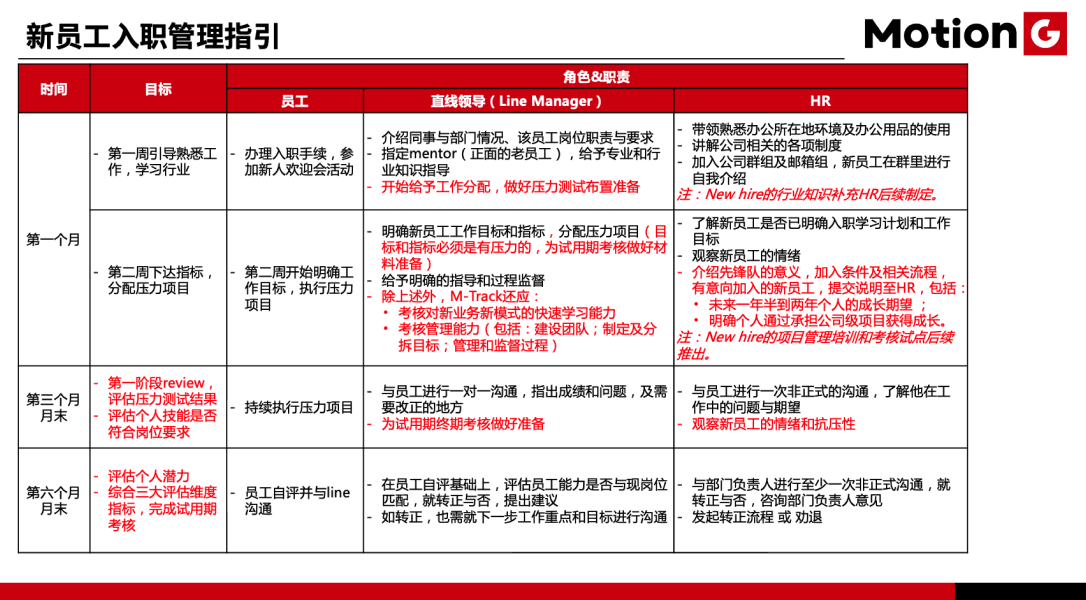 新员工入职管理指引
Motion G
时间
目标
角色&职责
员工
直线领导（Line Manager）
HR
第一个月
- 第一周引导熟悉工
作，学习行业
- 办理入职手续，参
加新人欢迎会活动
- 介绍同事与部门情况、该员工岗位职责与要求
- 指定mentor（正面的老员工），给予专业和行
业知识指导
- 开始给予工作分配，做好压力测试布置准备
- 带领熟悉办公所在地环境及办公用品的使用
- 讲解公司相关的各项制度
- 加入公司群组及邮箱组，新员工在群里进行
自我介绍
注：New hire的行业知识补充HR后续制定。
- 第二周下达指标，
分配压力项目
- 第二周开始明确工
作目标，执行压力
项目
- 明确新员工工作目标和指标，分配压力项目（目
标和指标必须是有压力的，为试用期考核做好材
料准备）
- 给予明确的指导和过程监督
- 除上述外，M-Track还应：
• 考核对新业务新模式的快速学习能力
• 考核管理能力（包括：建设团队；制定及分
拆目标；管理和监督过程）
- 了解新员工是否已明确入职学习计划和工作
目标
- 观察新员工的情绪
- 介绍先锋队的意义，加入条件及相关流程，
有意向加入的新员工，提交说明至HR，包括：
• 未来一年半到两年个人的成长期望 ；
• 明确个人通过承担公司级项目获得成长。
注：New hire的项目管理培训和考核试点后续
推出。
第三个月
月末
- 第一阶段review，
评估压力测试结果
- 评估个人技能是否
符合岗位要求
- 持续执行压力项目
- 与员工进行一对一沟通，指出成绩和问题，及需
要改正的地方
- 为试用期终期考核做好准备
- 与员工进行一次非正式的沟通，了解他在工
作中的问题与期望
- 观察新员工的情绪和抗压性
第六个月
月末
- 评估个人潜力
- 综合三大评估维度
指标，完成试用期
考核
- 员工自评并与line
沟通
- 在员工自评基础上，评估员工能力是否与现岗位
匹配，就转正与否，提出建议
- 如转正，也需就下一步工作重点和目标进行沟通
- 与部门负责人进行至少一次非正式沟通，就
转正与否，咨询部门负责人意见
- 发起转正流程 或 劝退